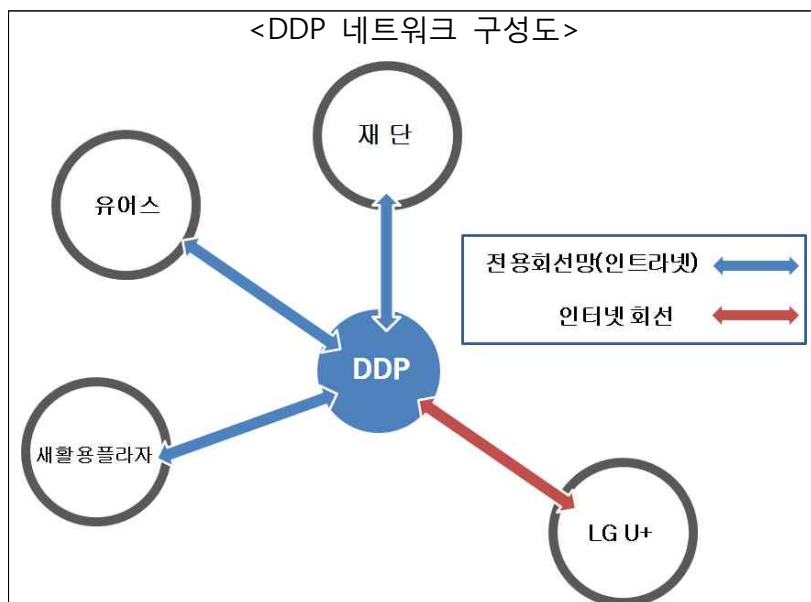 <DDP 네트워크 구성도>
재 단
유어스
전용회선망(인트라넷)
인터넷 회선
DDP
새활용플라자
LG U+